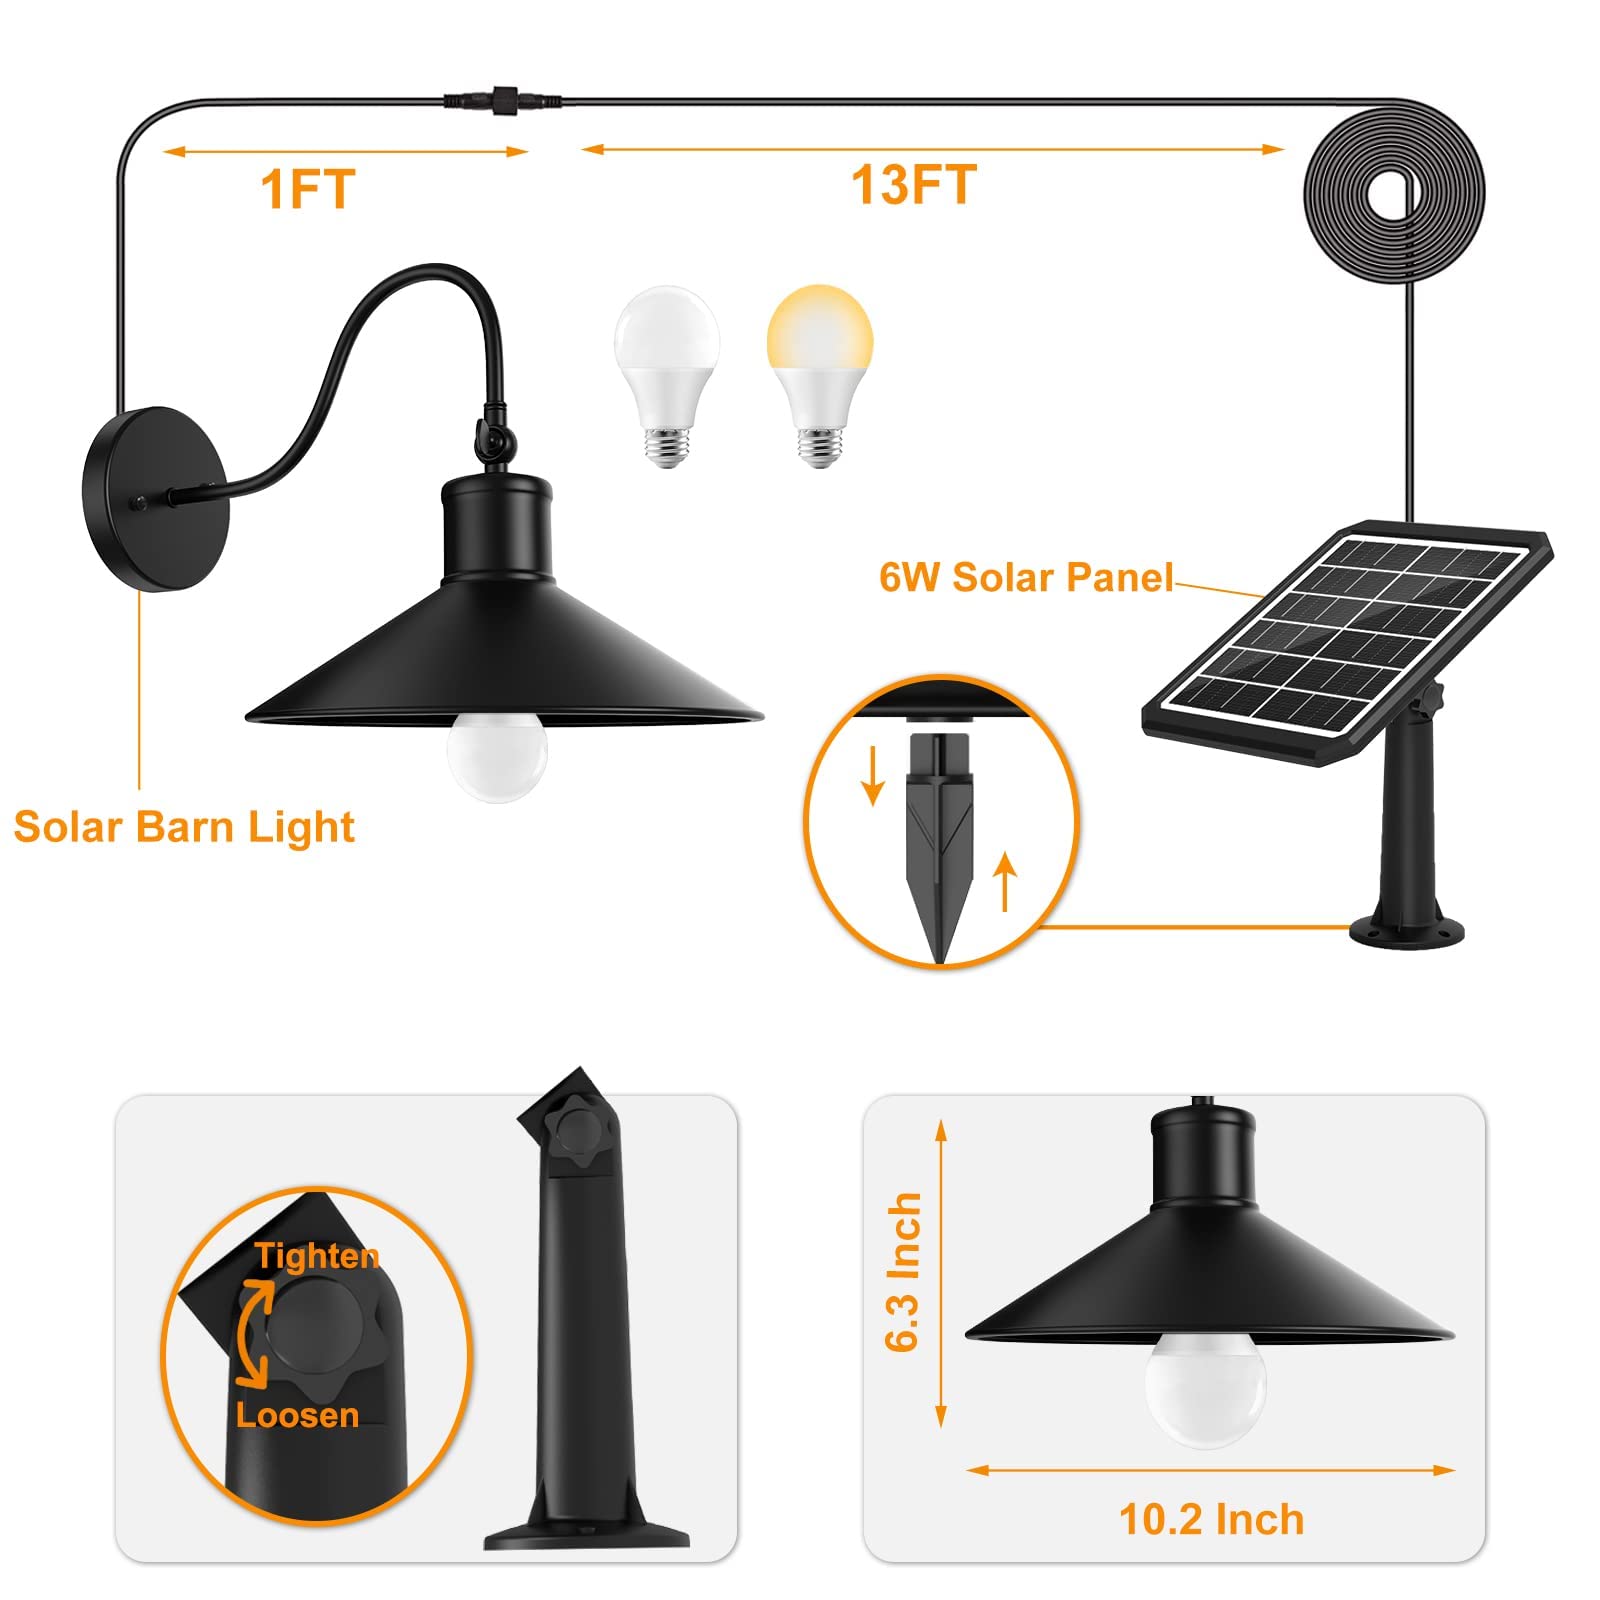 1FT
13FT
6W Solar Panel
Solar Barn Light
Tighten
Loosen
6.3 Inch
10.2 Inch